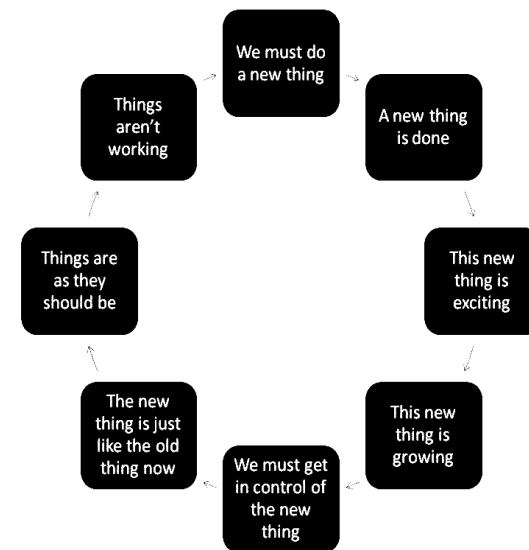 We must do
a new thing
A new thing
is done
This new
thing is
exciting
This new
thing is
growing
We must get
in control of
the new
thing
The new
thing is just
like the old
thing now
Things are
as they
should be
Things
aren't
working